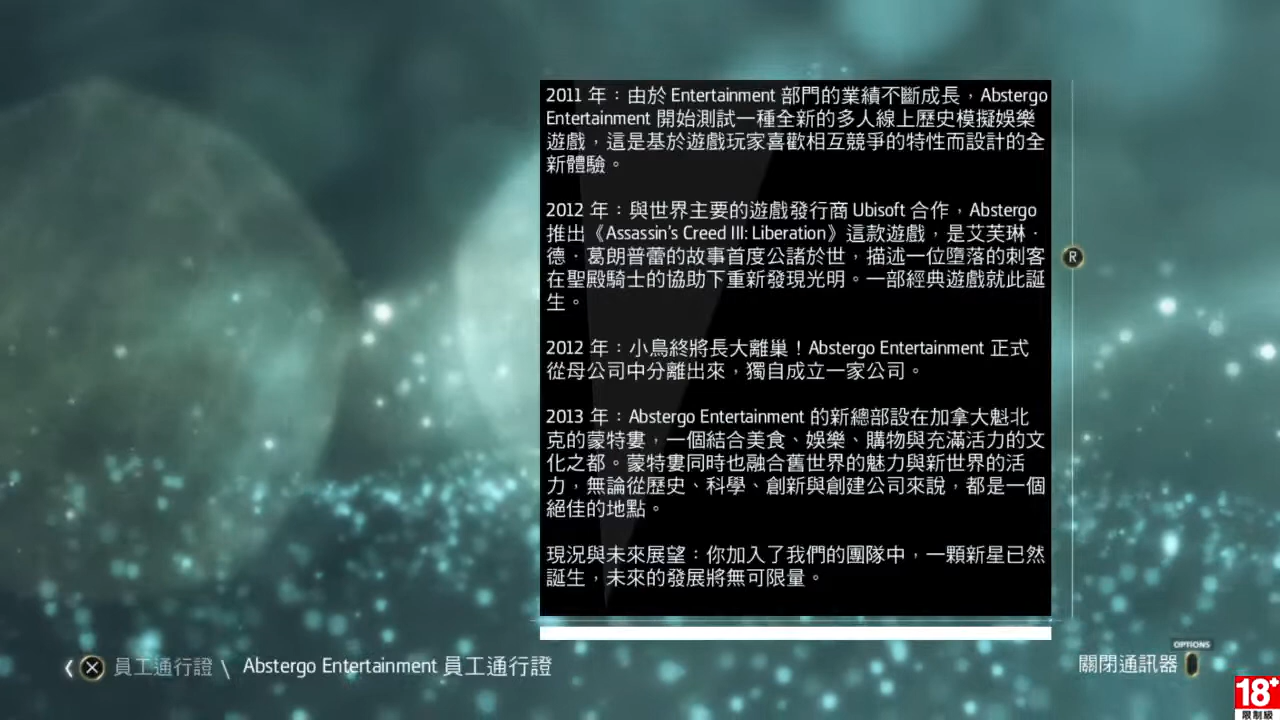 2011 年：由於 Entertainment 部門的業績不斷成長，Abstergo
Entertainment 開始測試一種全新的多人線上歷史模擬娛樂
遊戲，這是基於遊戲玩家喜歡相互競爭的特性而設計的全
新體驗。
2012 年：與世界主要的遊戲發行商 Ubisoft 合作，Abstergo
推出《Assassin's Creed III: Liberation》這款遊戲，是艾芙琳．
德．葛朗普蕾的故事首度公諸於世，描述一位墮落的刺客
在聖殿騎士的協助下重新發現光明。一部經典遊戲就此誕
生。
2012 年：小鳥終將長大離巢！Abstergo Entertainment 正式
從母公司中分離出來，獨自成立一家公司。
2013 年：Abstergo Entertainment 的新總部設在加拿大魁北
克的蒙特婁，一個結合美食、娛樂、購物與充滿活力的文
化之都。蒙特婁同時也融合舊世界的魅力與新世界的活
力，無論從歷史、科學、創新與創建公司來說，都是一個
絕佳的地點。
現況與未來展望：你加入了我們的團隊中，一顆新星已然
誕生，未來的發展將無可限量。
R
員工通行證 \ Abstergo Entertainment 員工通行證
OPTIONS
關閉通訊器
18+
限制級